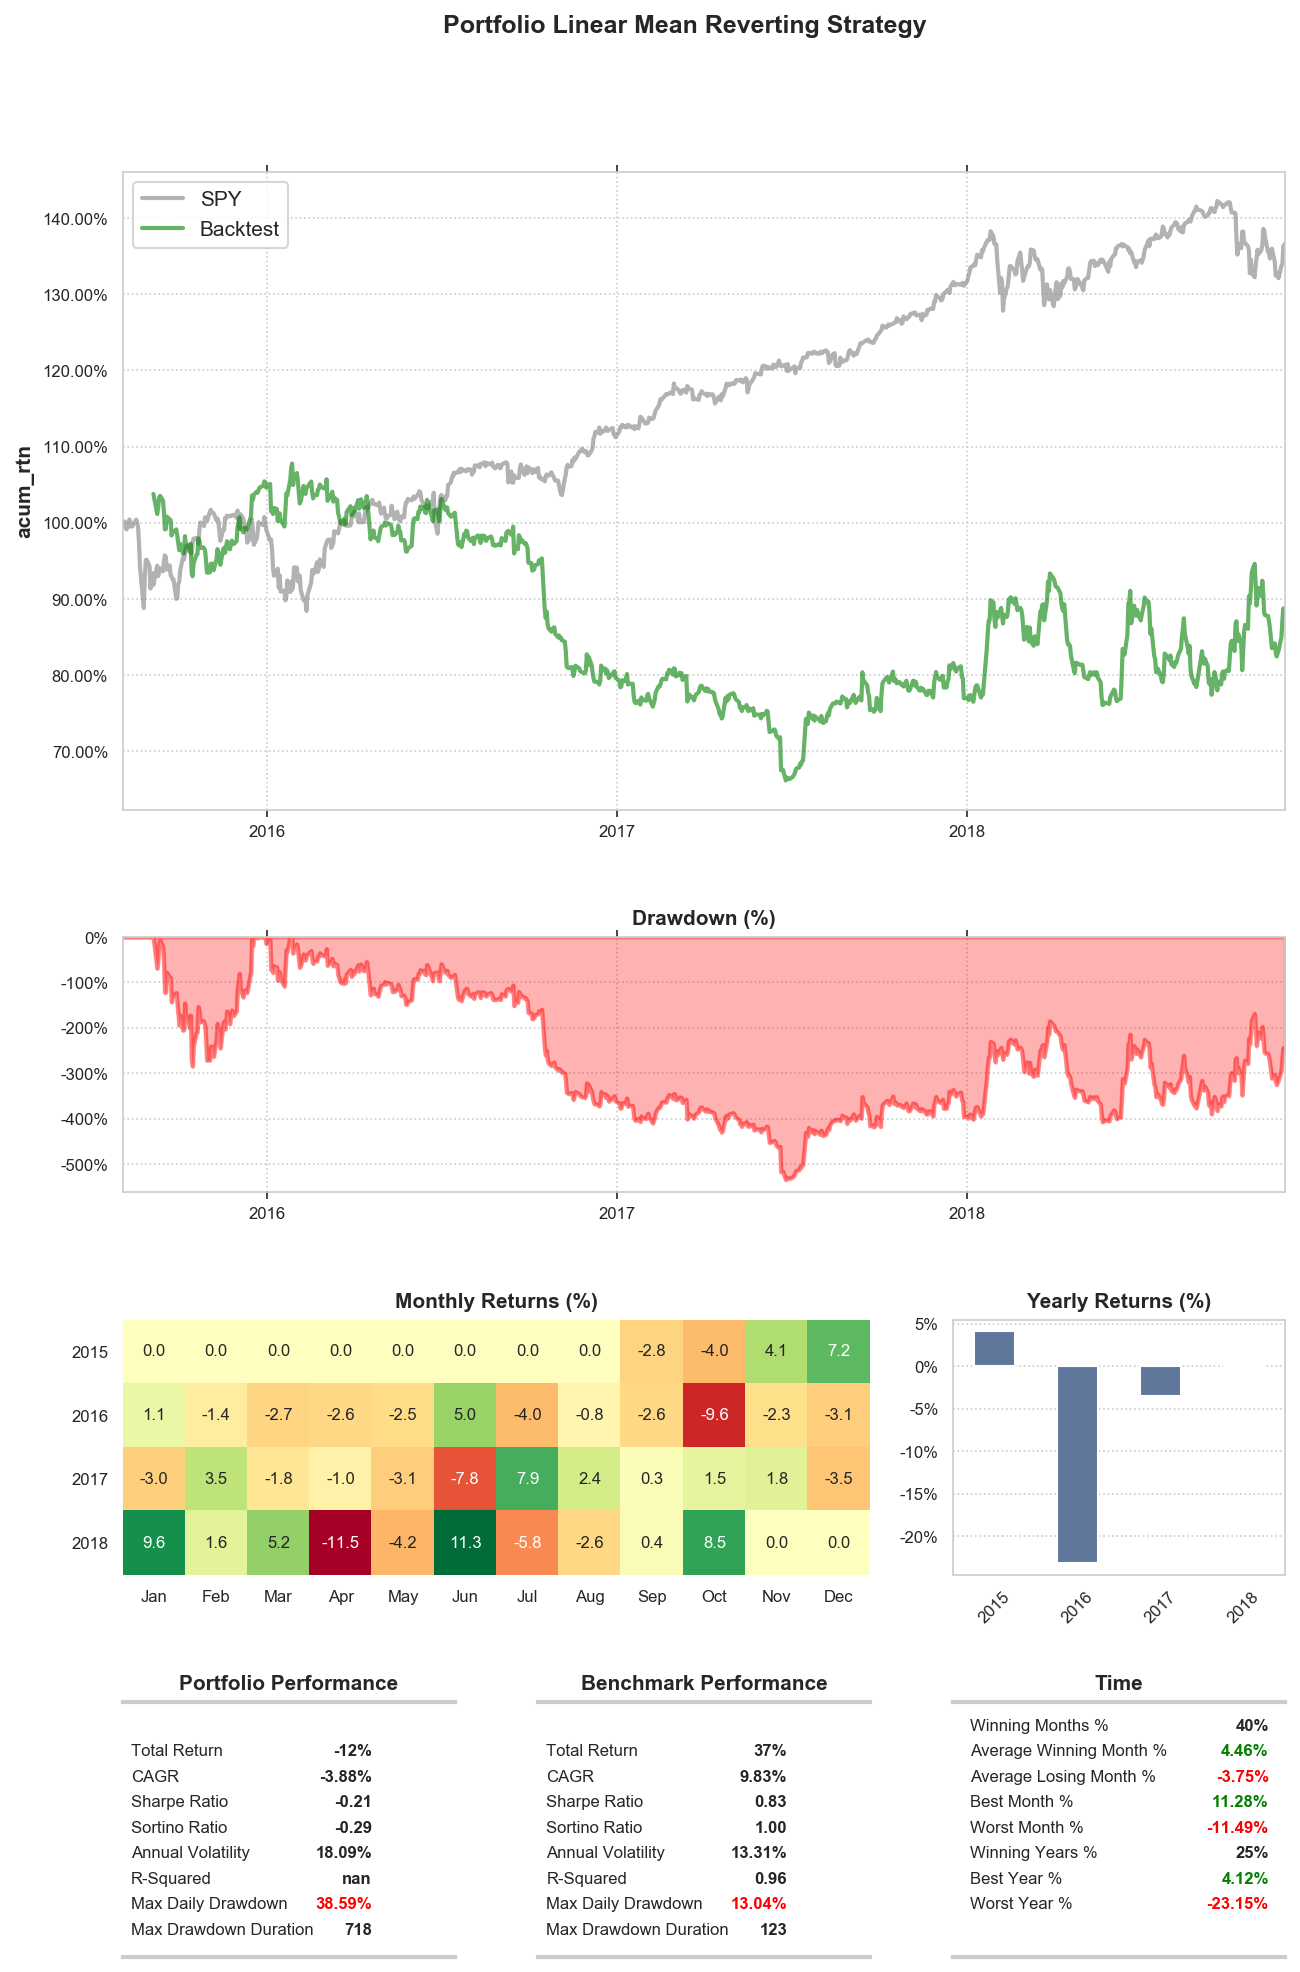 Portfolio Linear Mean Reverting Strategy
SPY
Backtest
acum_rtn
140.00%
130.00%
120.00%
110.00%
100.00%
90.00%
80.00%
70.00%
2016 2017 2018
Drawdown (%)
0%
-100%
-200%
-300%
-400%
-500%
2016 2017 2018
Monthly Returns (%)
2015 0.0 0.0 0.0 0.0 0.0 0.0 0.0 0.0 -2.8 -4.0 4.1 7.2
2016 1.1 -1.4 -2.7 -2.6 -2.5 5.0 -4.0 -0.8 -2.6 -9.6 -2.3 -3.1
2017 -3.0 3.5 -1.8 -1.0 -3.1 -7.8 7.9 2.4 0.3 1.5 1.8 -3.5
2018 9.6 1.6 5.2 -11.5 -4.2 11.3 -5.8 -2.6 0.4 8.5 0.0 0.0
Jan Feb Mar Apr May Jun Jul Aug Sep Oct Nov Dec
Yearly Returns (%)
5%
0%
-5%
-10%
-15%
-20%
2015 2016 2017 2018
Portfolio Performance
Total Return -12%
CAGR -3.88%
Sharpe Ratio -0.21
Sortino Ratio -0.29
Annual Volatility 18.09%
R-Squared nan
Max Daily Drawdown 38.59%
Max Drawdown Duration 718
Benchmark Performance
Total Return 37%
CAGR 9.83%
Sharpe Ratio 0.83
Sortino Ratio 1.00
Annual Volatility 13.31%
R-Squared 0.96
Max Daily Drawdown 13.04%
Max Drawdown Duration 123
Time
Winning Months % 40%
Average Winning Month % 4.46%
Average Losing Month % -3.75%
Best Month % 11.28%
Worst Month % -11.49%
Winning Years % 25%
Best Year % 4.12%
Worst Year % -23.15%